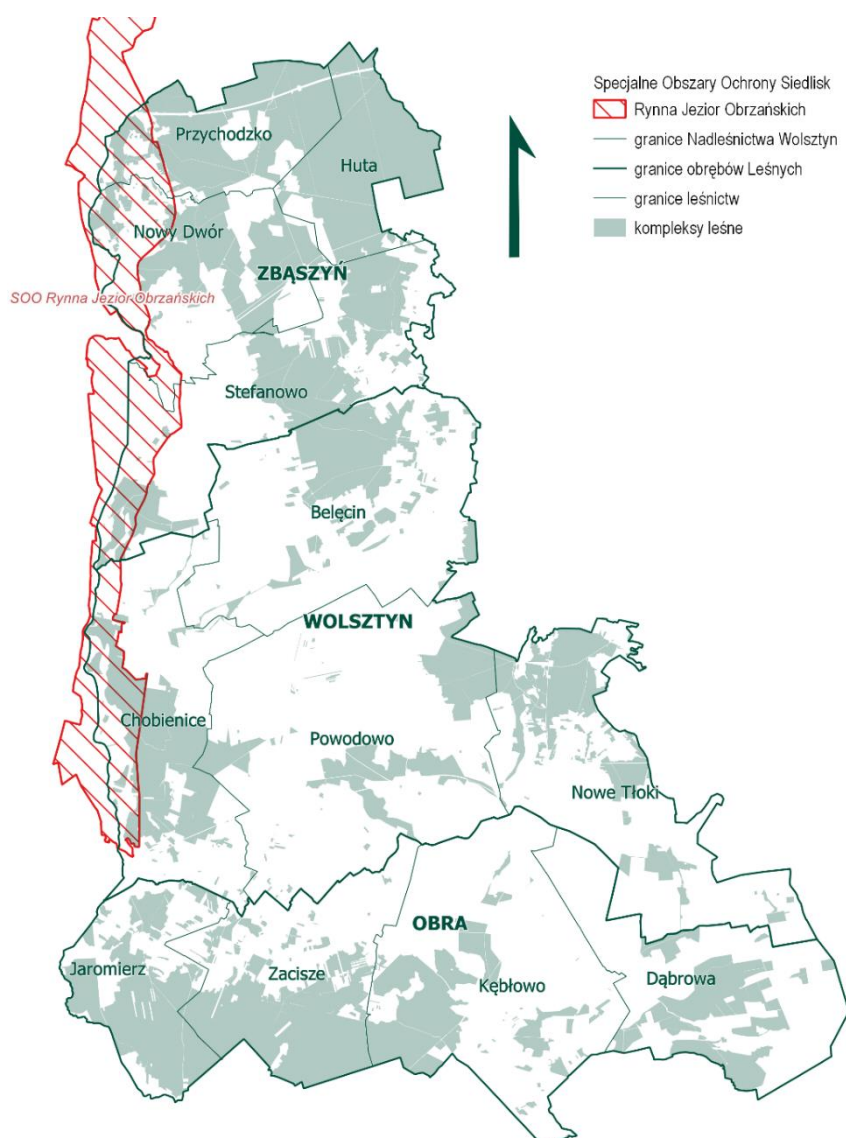 Specjalne Obszary Ochrony Siedlisk
Rynna Jezior Obrzańskich
granice Nadleśnictwa Wolsztyn
granice obrębów Leśnych
granice leśnictw
kompleksy leśne
Przychodzko
Huta
Nowy Dwór
ZBĄSZYŃ
SOO Rynna Jezior Obrzańskich
Stefanowo
Belęcin
WOLSZTYN
Chobienice
Powodowo
Nowe Tłoki
OBRA
Jaromierz
Zacisze
Kębłowo
Dąbrowa